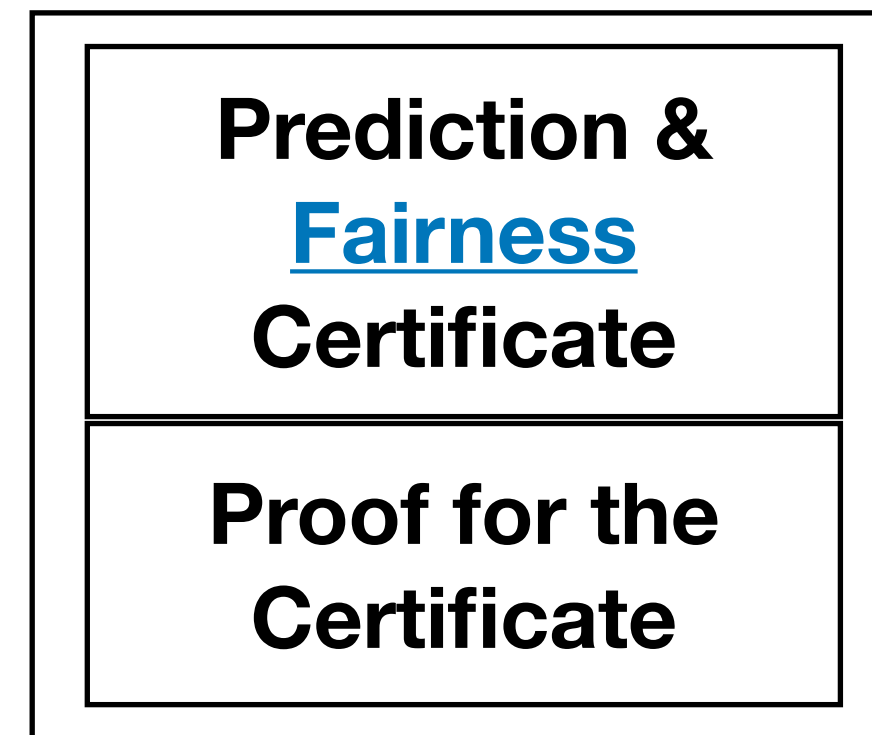 Prediction &
Fairness
Certificate
Proof for the
Certificate